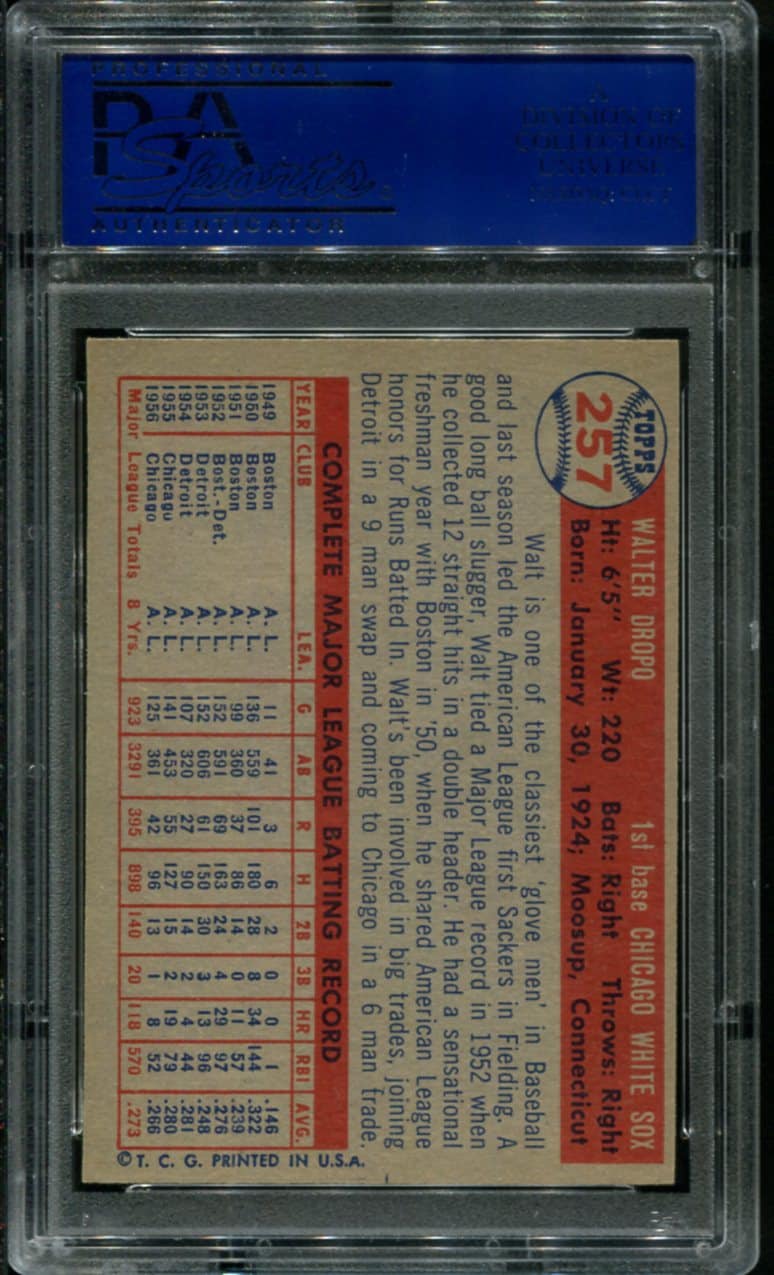 PROFESSIONAL
PSA
Sports
AUTHENTICATOR
A
DIVISION OF
COLLECTORS
UNIVERSE
TOPPS
257
WALTER DROPO 1st base CHICAGO WHITE SOX
Ht: 6'5" Wt: 220 Bats: Right Throws: Right
Born: January 30, 1924; Moosup, Connecticut
Walt is one of the classiest 'glove men' in Baseball
and last season led the American League first Sackers in Fielding. A
good long ball slugger, Walt tied a Major League record in 1952 when
he collected 12 straight hits in a double header. He had a sensational
freshman year with Boston in '50, when he shared American League
honors for Runs Batted In. Walt's been involved in big trades, joining
Detroit in a 9 man swap and coming to Chicago in a 6 man trade.
COMPLETE MAJOR LEAGUE BATTING RECORD
YEAR CLUB LEA. G AB R H 2B 3B HR RBI AVG.
1949 Boston A. L. 11 41 3 6 2 0 0 1 .146
1950 Boston A. L. 136 559 101 180 28 8 34 144 .322
1951 Boston A. L. 99 360 37 86 14 0 11 57 .239
1952 Bost.-Det. A. L. 152 591 69 163 24 4 29 97 .276
1953 Detroit A. L. 152 606 61 150 30 3 13 96 .248
1954 Detroit A. L. 107 320 27 90 14 2 4 44 .281
1955 Chicago A. L. 141 453 55 127 15 2 19 79 .280
1956 Chicago A. L. 125 361 42 96 13 1 8 52 .266
Major League Totals 8 Yrs. 923 3291 395 898 140 20 118 570 .273
©T. C. G. PRINTED IN U.S.A.